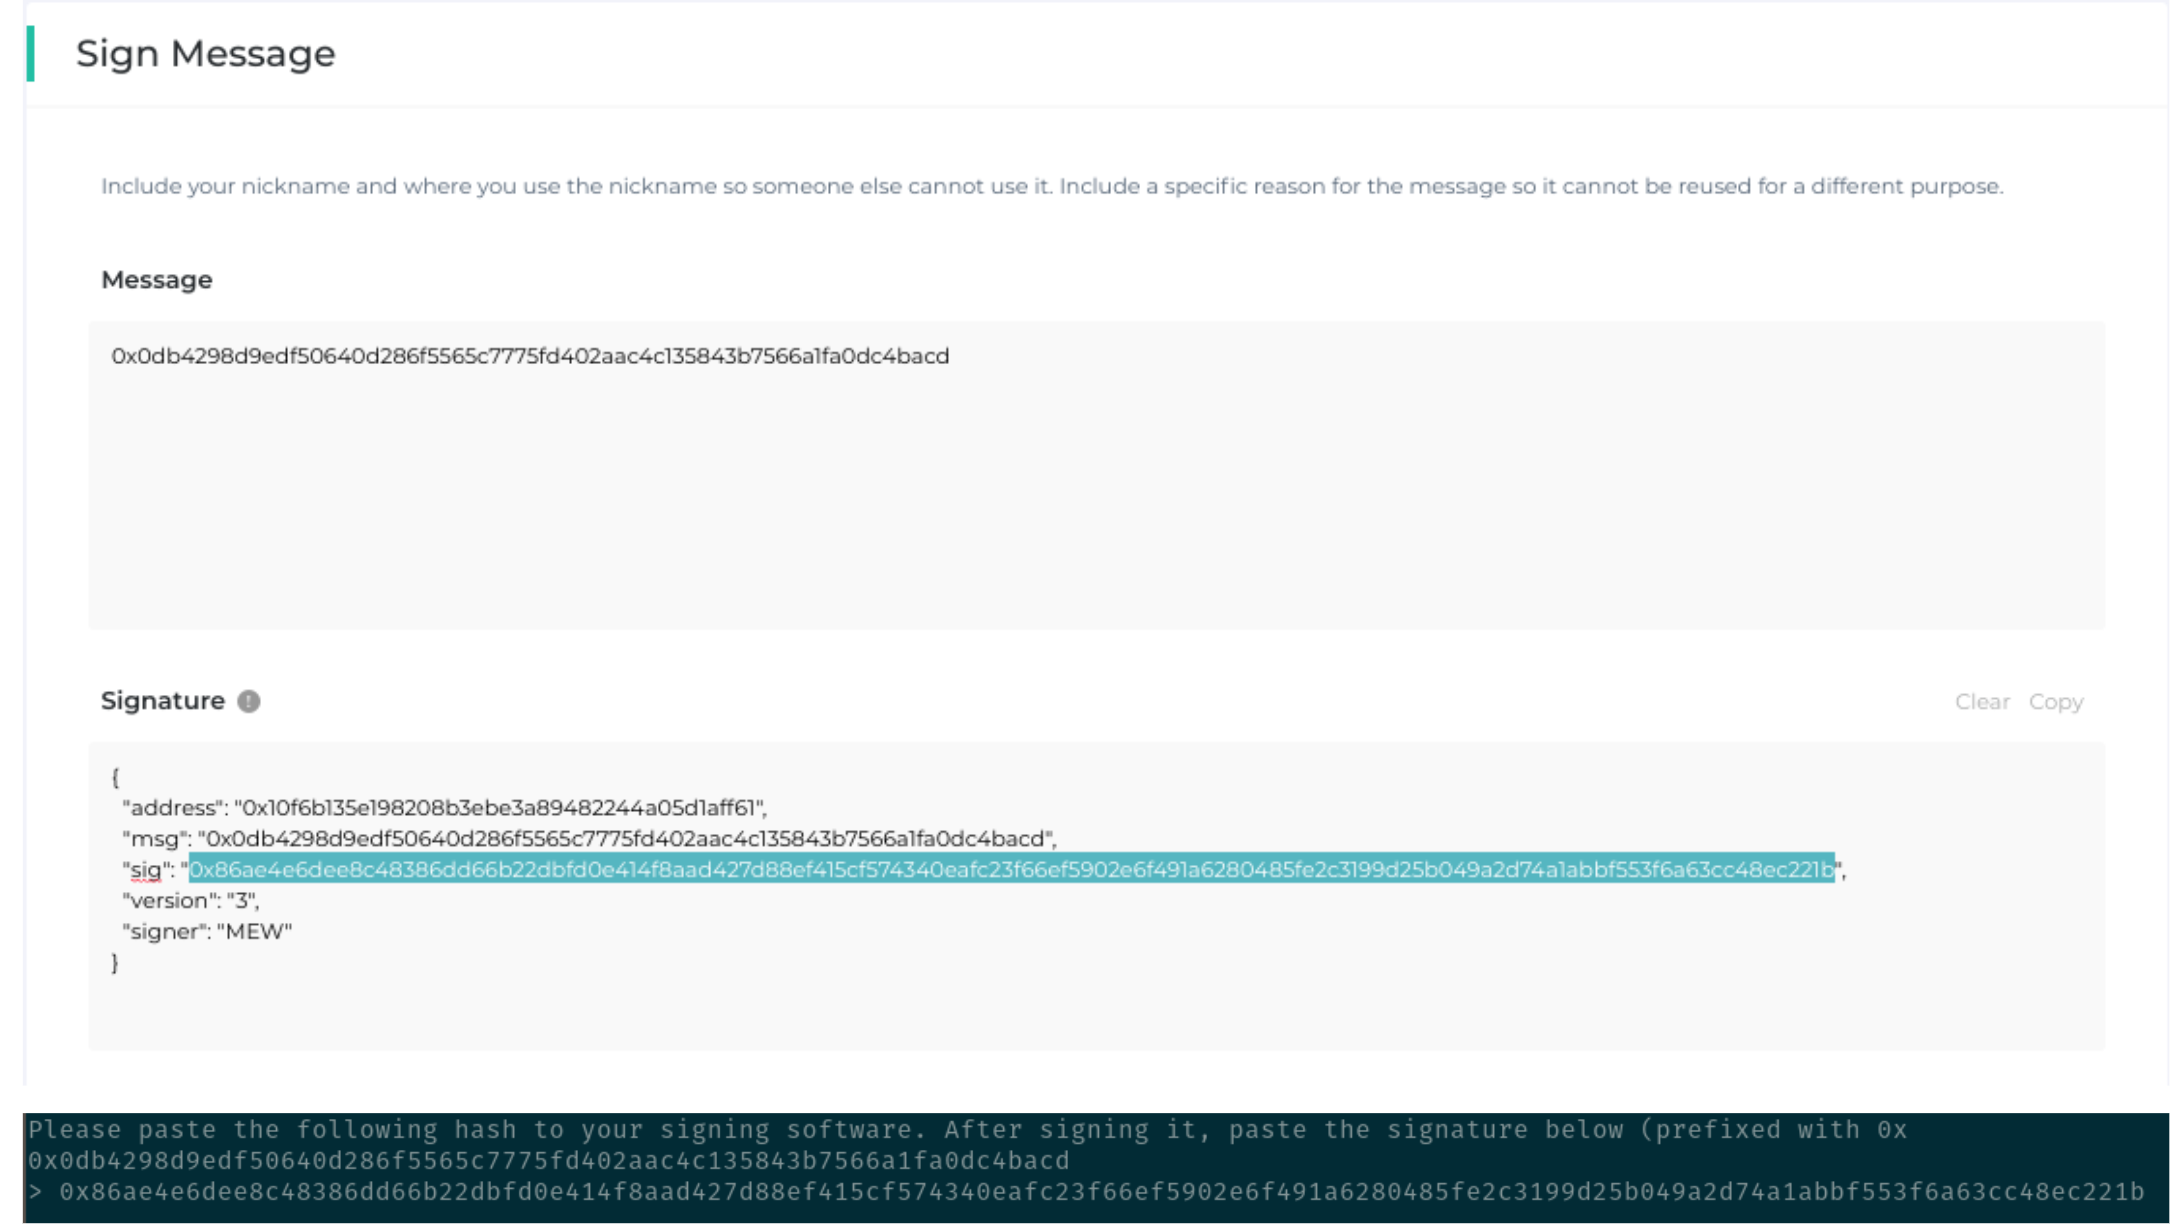 Sign Message
Include your nickname and where you use the nickname so someone else cannot use it. Include a specific reason for the message so it cannot be reused for a different purpose.
Message
0x0db4298d9edf50640d286f5565c7775fd402aac4c135843b7566a1fa0dc4bacd
Signature
Clear Copy
{
"address": "0x10f6b135e198208b3ebe3a89482244a05d1aff61",
"msg": "0x0db4298d9edf50640d286f5565c7775fd402aac4c135843b7566a1fa0dc4bacd",
"sig": "0x86ae4e6dee8c48386dd66b22dbfd0e414f8aad427d88ef415cf574340eafc23f66ef5902e6f491a6280485fe2c3199d25b049a2d74a1abbf553f6a63cc48ec221b",
"version": "3",
"signer": "MEW"
}
Please paste the following hash to your signing software. After signing it, paste the signature below (prefixed with 0x
0x0db4298d9edf50640d286f5565c7775fd402aac4c135843b7566a1fa0dc4bacd
> 0x86ae4e6dee8c48386dd66b22dbfd0e414f8aad427d88ef415cf574340eafc23f66ef5902e6f491a6280485fe2c3199d25b049a2d74a1abbf553f6a63cc48ec221b